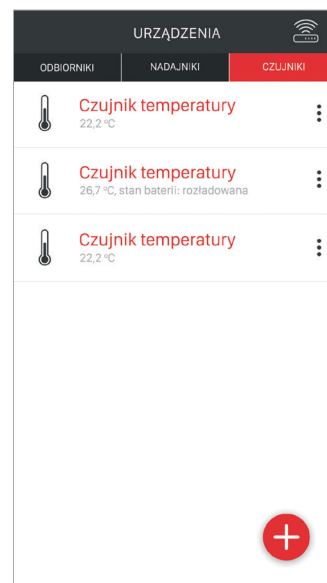 URZĄDZENIA
ODBIORNIKI NADAJNIKI CZUJNIKI
Czujnik temperatury
22,2 °C
Czujnik temperatury
26,7 °C, stan baterii: rozładowana
Czujnik temperatury
22,2 °C